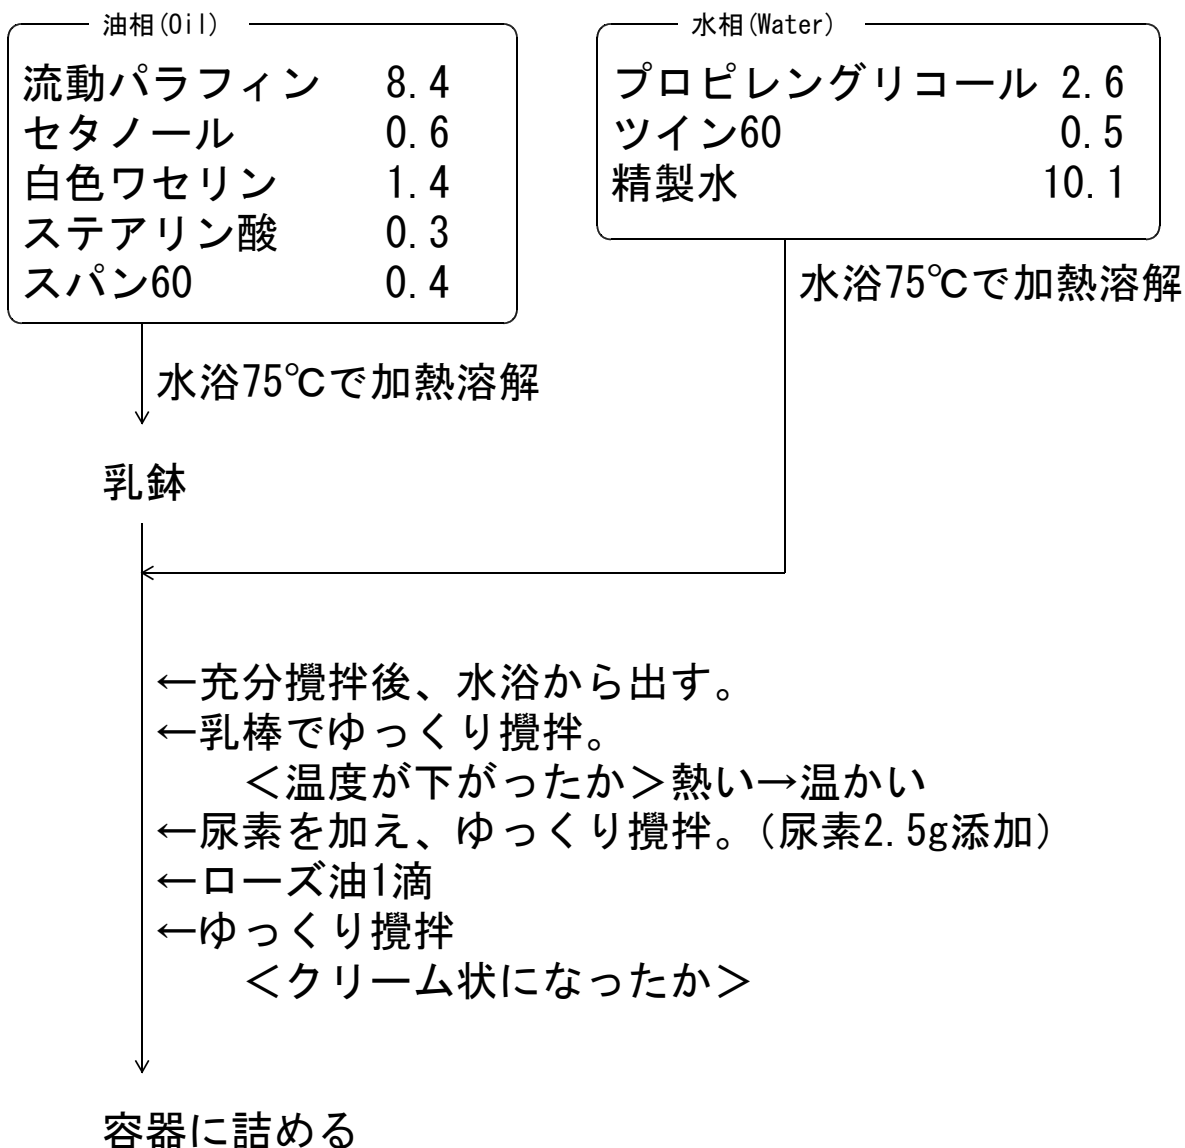 油相(Oil)
流動パラフィン 8.4
セタノール 0.6
白色ワセリン 1.4
ステアリン酸 0.3
スパン60 0.4
水相(Water)
プロピレングリコール 2.6
ツイン60 0.5
精製水 10.1
水浴75℃で加熱溶解
水浴75℃で加熱溶解
乳鉢
←充分攪拌後、水浴から出す。
←乳棒でゆっくり攪拌。
＜温度が下がったか＞熱い→温かい
←尿素を加え、ゆっくり攪拌。(尿素2.5g添加)
←ローズ油1滴
←ゆっくり攪拌
＜クリーム状になったか＞
容器に詰める